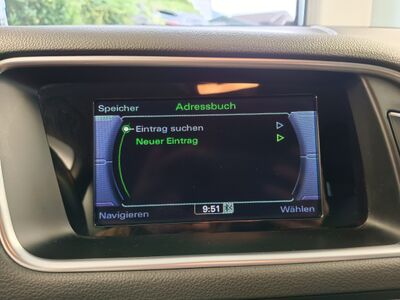 Speicher Adressbuch
Eintrag suchen
Neuer Eintrag
Navigieren 9:51 Wählen